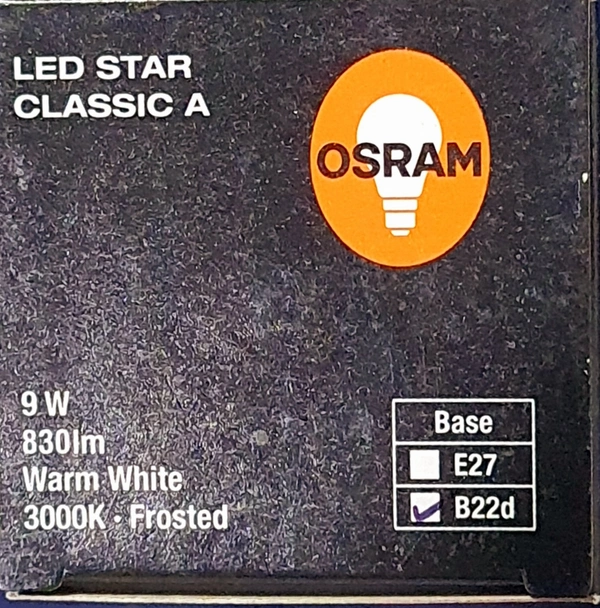 LED STAR
CLASSIC A
OSRAM
9 W
830lm
Warm White
3000K · Frosted
Base
E27
B22d